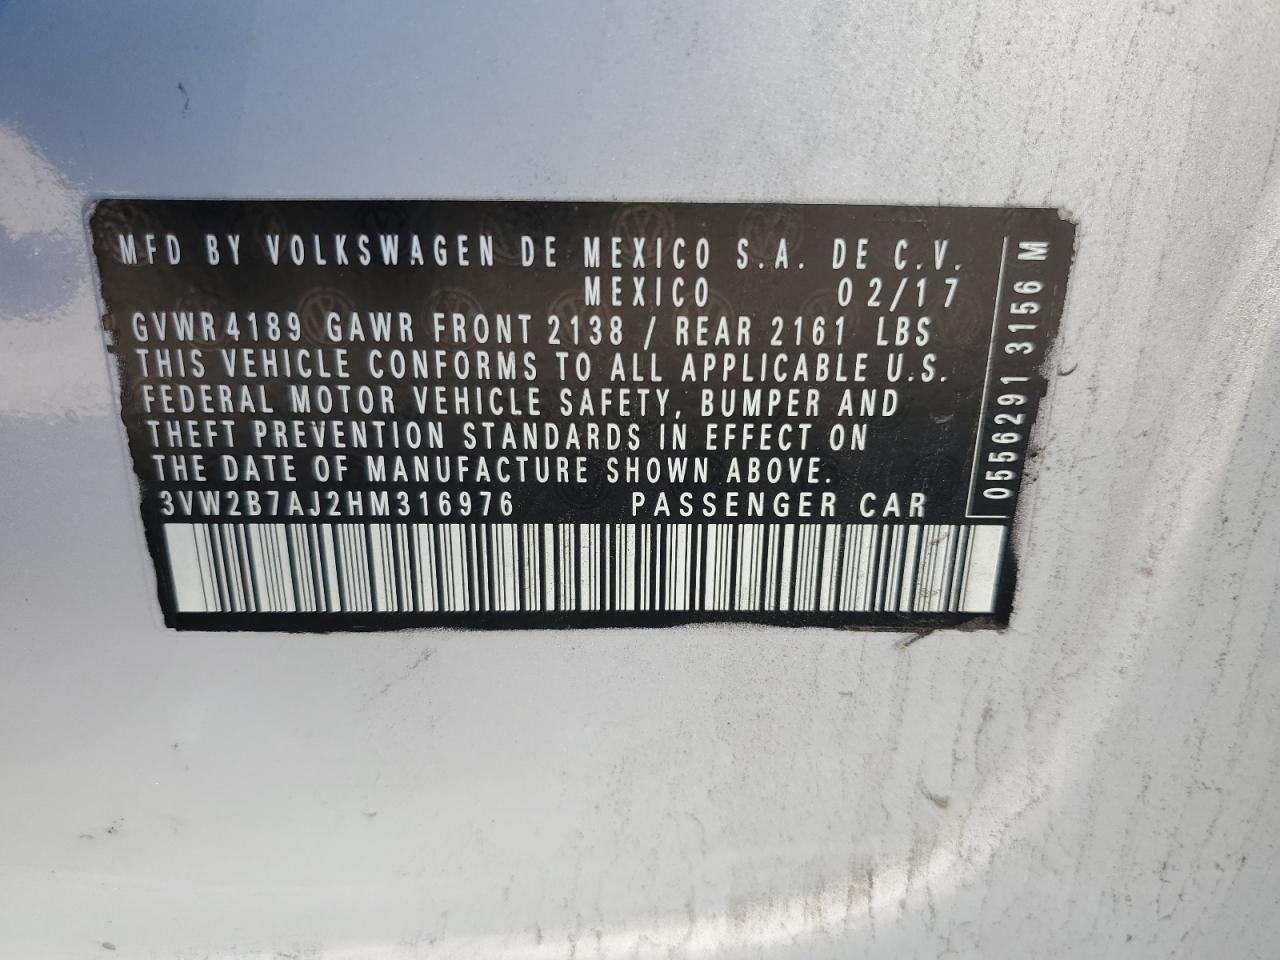 MFD BY VOLKSWAGEN DE MEXICO S.A. DE C.V.
MEXICO 02/17
GVWR 4189 GAWR FRONT 2138 / REAR 2161 LBS
THIS VEHICLE CONFORMS TO ALL APPLICABLE U.S.
FEDERAL MOTOR VEHICLE SAFETY, BUMPER AND
THEFT PREVENTION STANDARDS IN EFFECT ON
THE DATE OF MANUFACTURE SHOWN ABOVE.
3VW2B7AJ2HM316976 PASSENGER CAR
0556291 3156 M